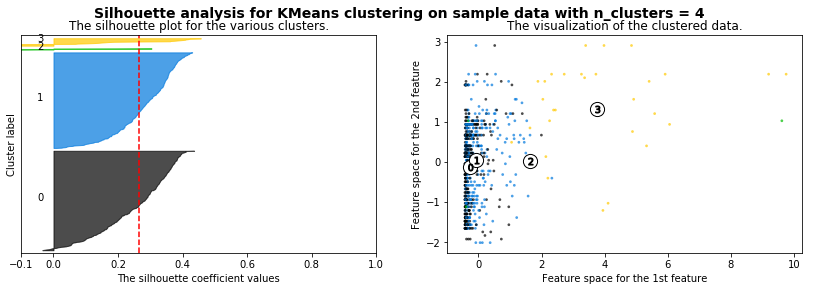 Silhouette analysis for KMeans clustering on sample data with n_clusters = 4
The silhouette plot for the various clusters.
3
2
1
0
Cluster label
-0.1 0.0 0.2 0.4 0.6 0.8 1.0
The silhouette coefficient values
The visualization of the clustered data.
3
2
1
0
−1
−2
Feature space for the 2nd feature
3
1
0
2
0 2 4 6 8 10
Feature space for the 1st feature